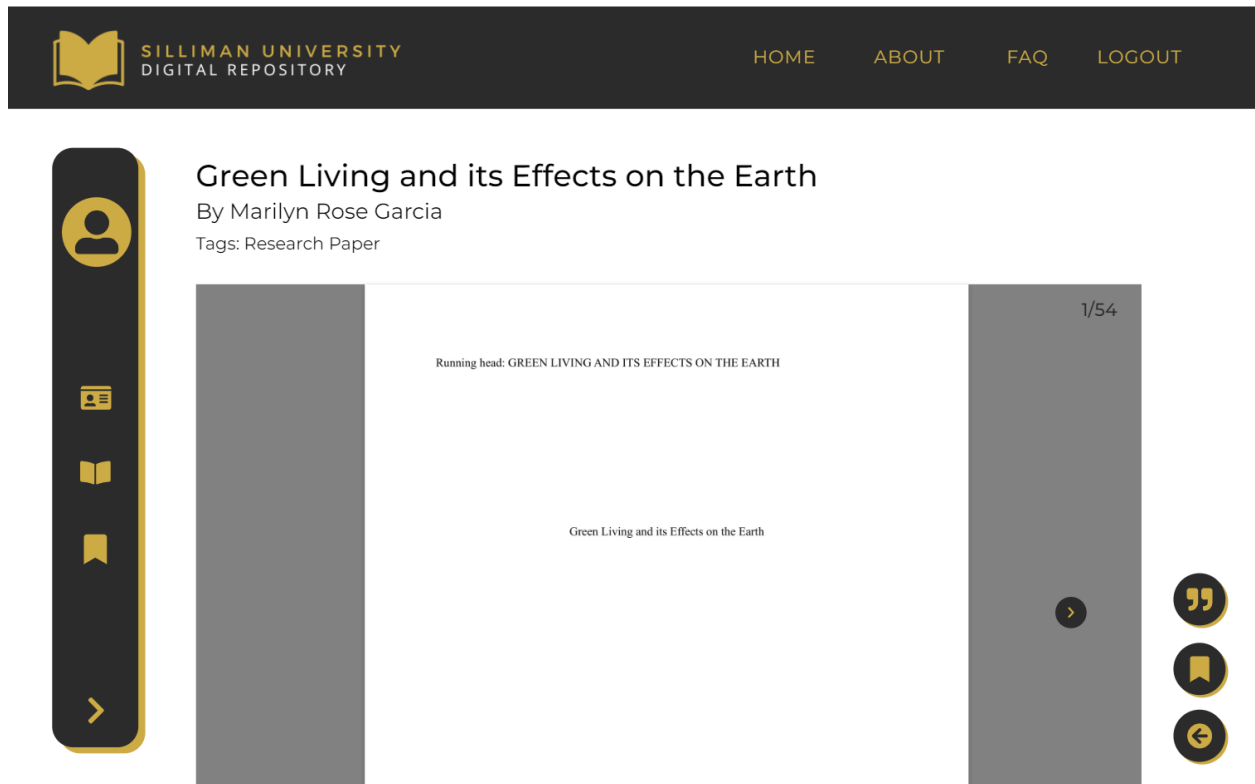 SILLIMAN UNIVERSITY
DIGITAL REPOSITORY
HOME ABOUT FAQ LOGOUT
Green Living and its Effects on the Earth
By Marilyn Rose Garcia
Tags: Research Paper
1/54
Running head: GREEN LIVING AND ITS EFFECTS ON THE EARTH
Green Living and its Effects on the Earth